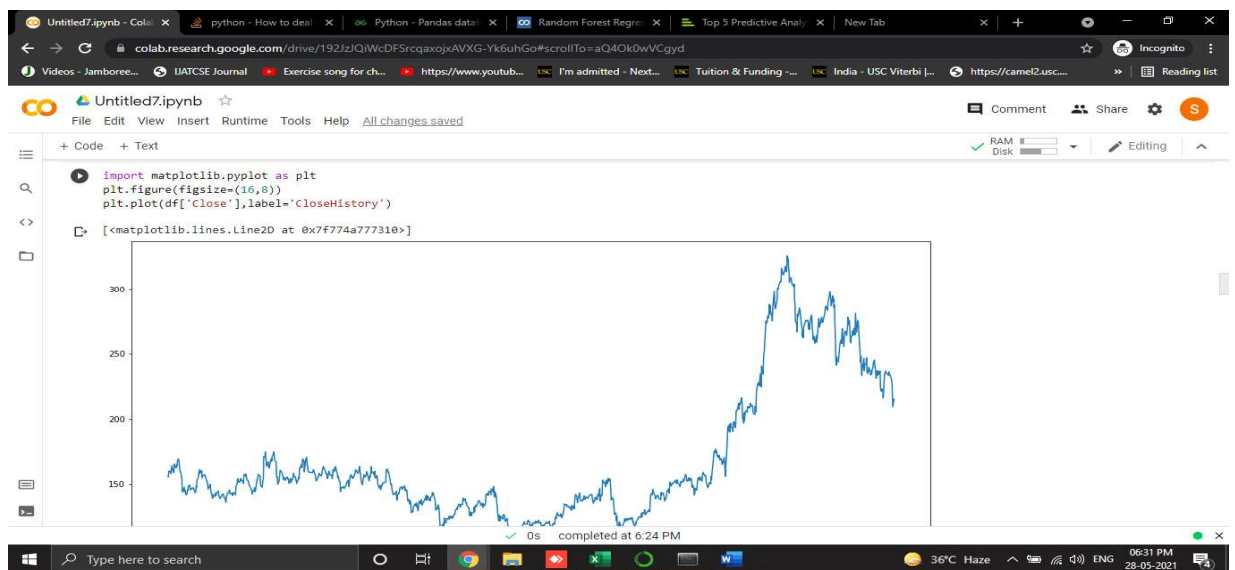 Untitled7.ipynb - Cola
python - How to deal
Python - Pandas dataf
Random Forest Regre
Top 5 Predictive Analy
New Tab
colab.research.google.com/drive/192JzJQiWcDFSrcqaxojxAVXG-Yk6uhGo#scrollTo=aQ4Ok0wVCgyd
Incognito
Videos - Jamboree...
IJATCSE Journal
Exercise song for ch...
https://www.youtub...
I'm admitted - Next...
Tuition & Funding -...
India - USC Viterbi |...
https://camel2.usc....
»
Reading list
CO
Untitled7.ipynb
Comment
Share
S
File Edit View Insert Runtime Tools Help All changes saved
+ Code + Text
RAM
Disk
Editing
import matplotlib.pyplot as plt
plt.figure(figsize=(16,8))
plt.plot(df['Close'],label='CloseHistory')
[<matplotlib.lines.Line2D at 0x7f774a777310>]
300
250
200
150
0s completed at 6:24 PM
Type here to search
36°C Haze
ENG
06:31 PM
28-05-2021
4